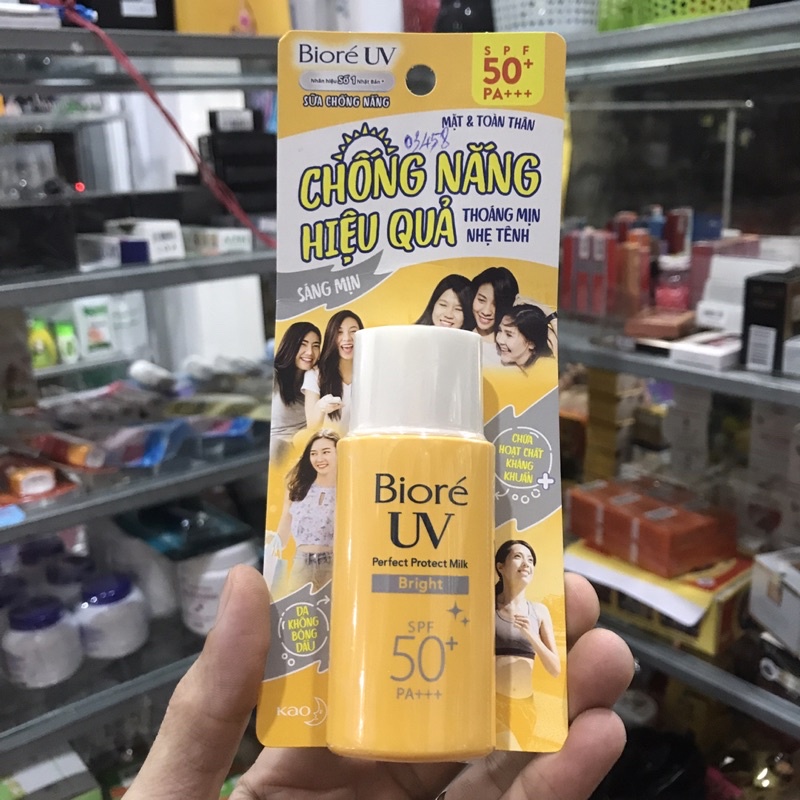 Bioré UV
Nhãn hiệu Số 1 Nhật Bản*
SỮA CHỐNG NẮNG
SPF
50+
PA+++
MẶT & TOÀN THÂN
03458
CHỐNG NẮNG
HIỆU QUẢ
THOÁNG MỊN
NHẸ TÊNH
SÁNG MỊN
CHỨA
HOẠT CHẤT
KHÁNG
KHUẨN
Bioré
UV
Perfect Protect Milk
Bright
SPF
50+
PA+++
DA
KHÔNG
BÓNG
DẦU
Kao